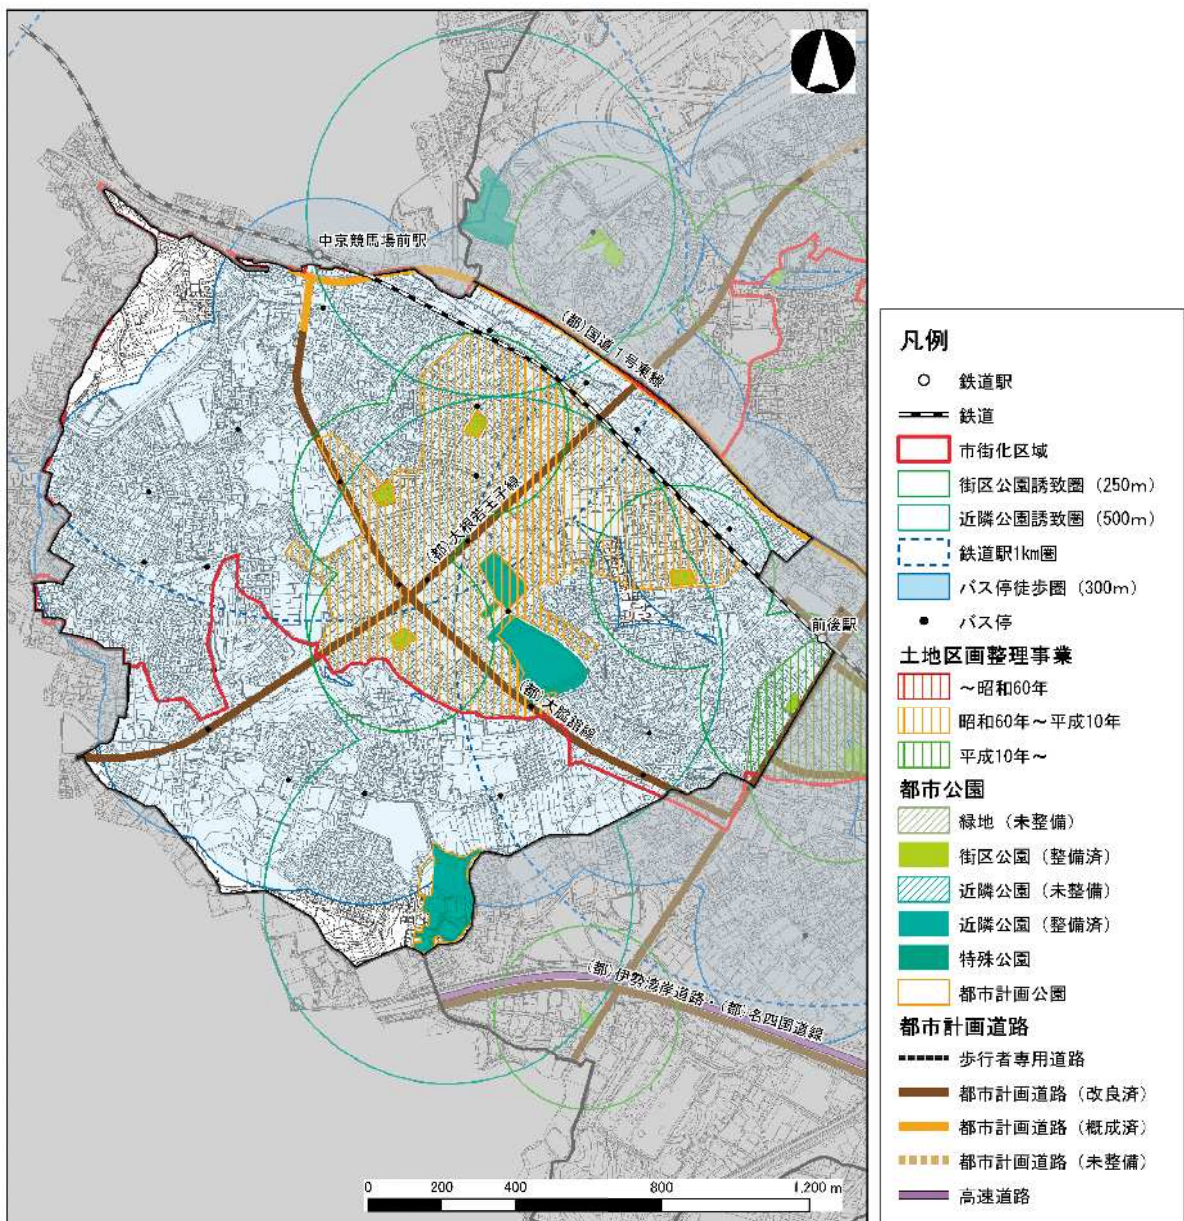 中京競馬場前駅
(都)国道1号東線
(都)大根若王子線
前後駅
(都)大脇舘線
(都)伊勢湾岸道路・(都)名四国道線
0 200 400 800 1,200 m
凡例
鉄道駅
鉄道
市街化区域
街区公園誘致圏(250m)
近隣公園誘致圏(500m)
鉄道駅1km圏
バス停徒歩圏(300m)
バス停
土地区画整理事業
～昭和60年
昭和60年～平成10年
平成10年～
都市公園
緑地(未整備)
街区公園(整備済)
近隣公園(未整備)
近隣公園(整備済)
特殊公園
都市計画公園
都市計画道路
歩行者専用道路
都市計画道路(改良済)
都市計画道路(概成済)
都市計画道路(未整備)
高速道路